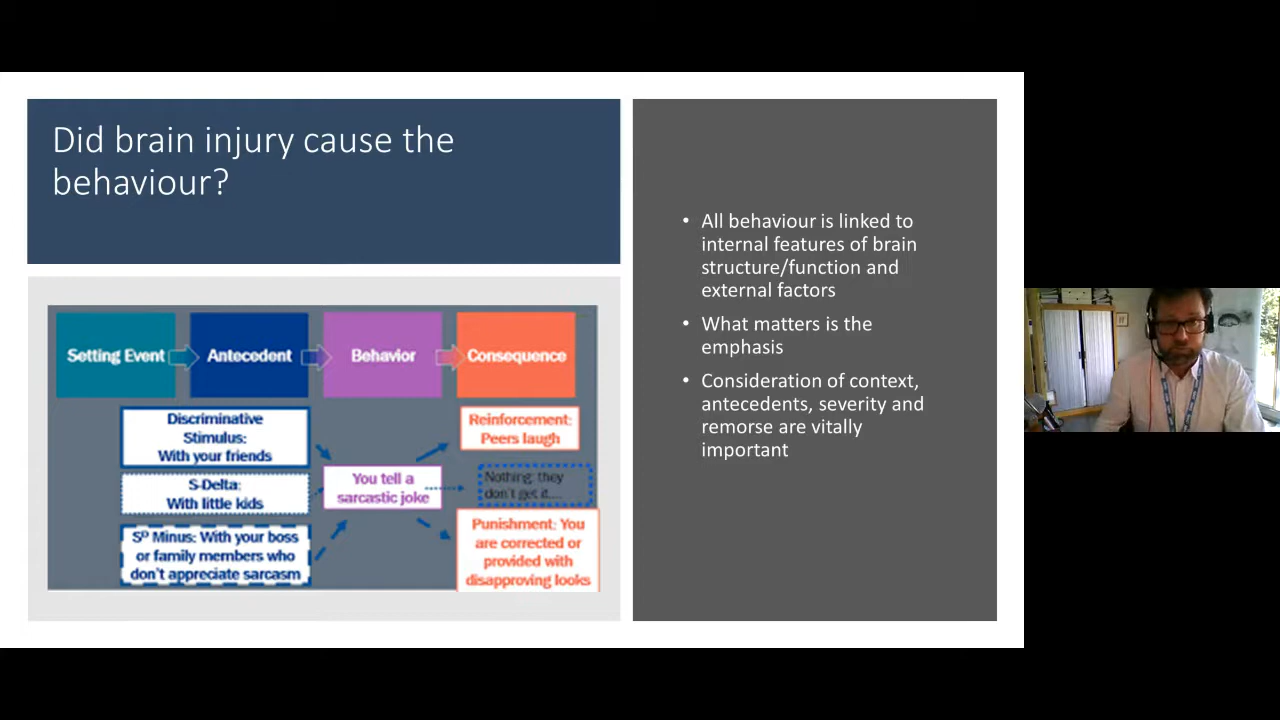 Did brain injury cause the
behaviour?
Setting Event
Antecedent
Behavior
Consequence
Discriminative
Stimulus:
With your friends
S-Delta:
With little kids
Sᴰ Minus: With your boss
or family members who
don't appreciate sarcasm
You tell a
sarcastic joke
Reinforcement:
Peers laugh
Nothing: they
don't get it....
Punishment: You
are corrected or
provided with
disapproving looks
• All behaviour is linked to
internal features of brain
structure/function and
external factors
• What matters is the
emphasis
• Consideration of context,
antecedents, severity and
remorse are vitally
important